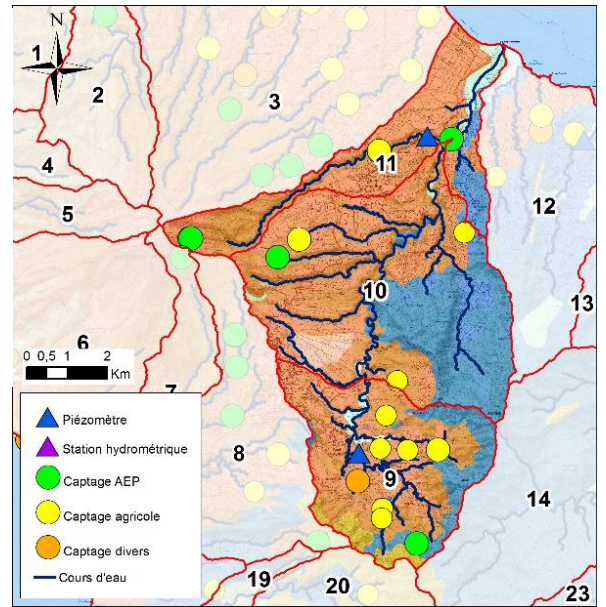 N
1
2
3
4
11
5
12
10
13
6
0 0,5 1 2
Km
7
8
9
14
Piézomètre
Station hydrométrique
Captage AEP
Captage agricole
Captage divers
Cours d'eau
19
20
23